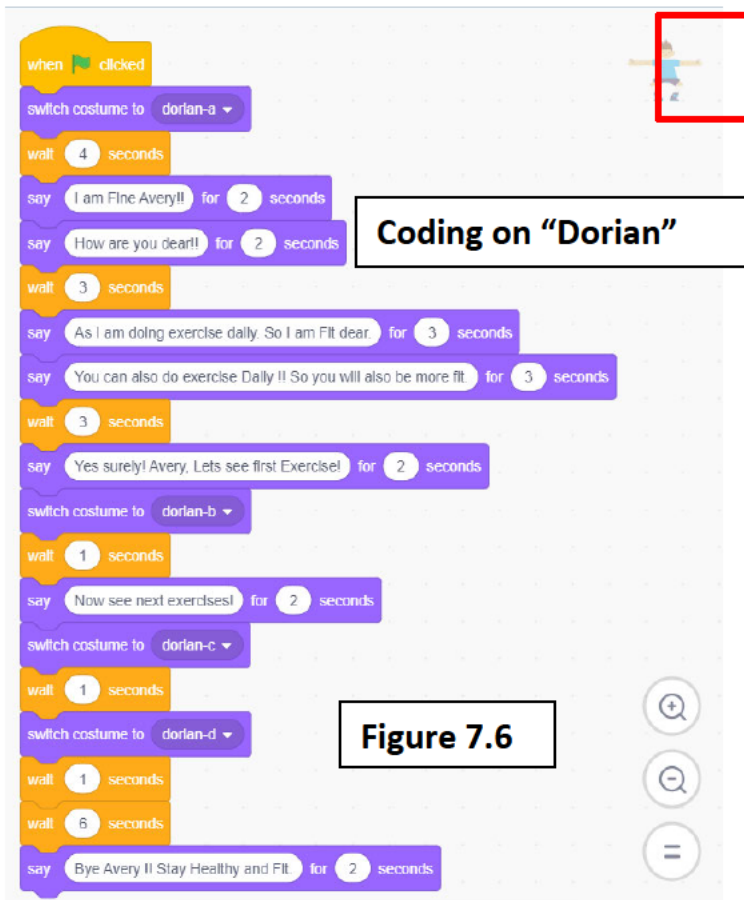 when clicked
switch costume to dorian-a
wait 4 seconds
say I am Fine Avery!! for 2 seconds
say How are you dear!! for 2 seconds
Coding on “Dorian”
wait 3 seconds
say As I am doing exercise daily. So I am Fit dear. for 3 seconds
say You can also do exercise Daily !! So you will also be more fit. for 3 seconds
wait 3 seconds
say Yes surely! Avery, Lets see first Exercise! for 2 seconds
switch costume to dorian-b
wait 1 seconds
say Now see next exercises! for 2 seconds
switch costume to dorian-c
wait 1 seconds
switch costume to dorian-d
Figure 7.6
wait 1 seconds
wait 6 seconds
say Bye Avery !! Stay Healthy and Fit. for 2 seconds